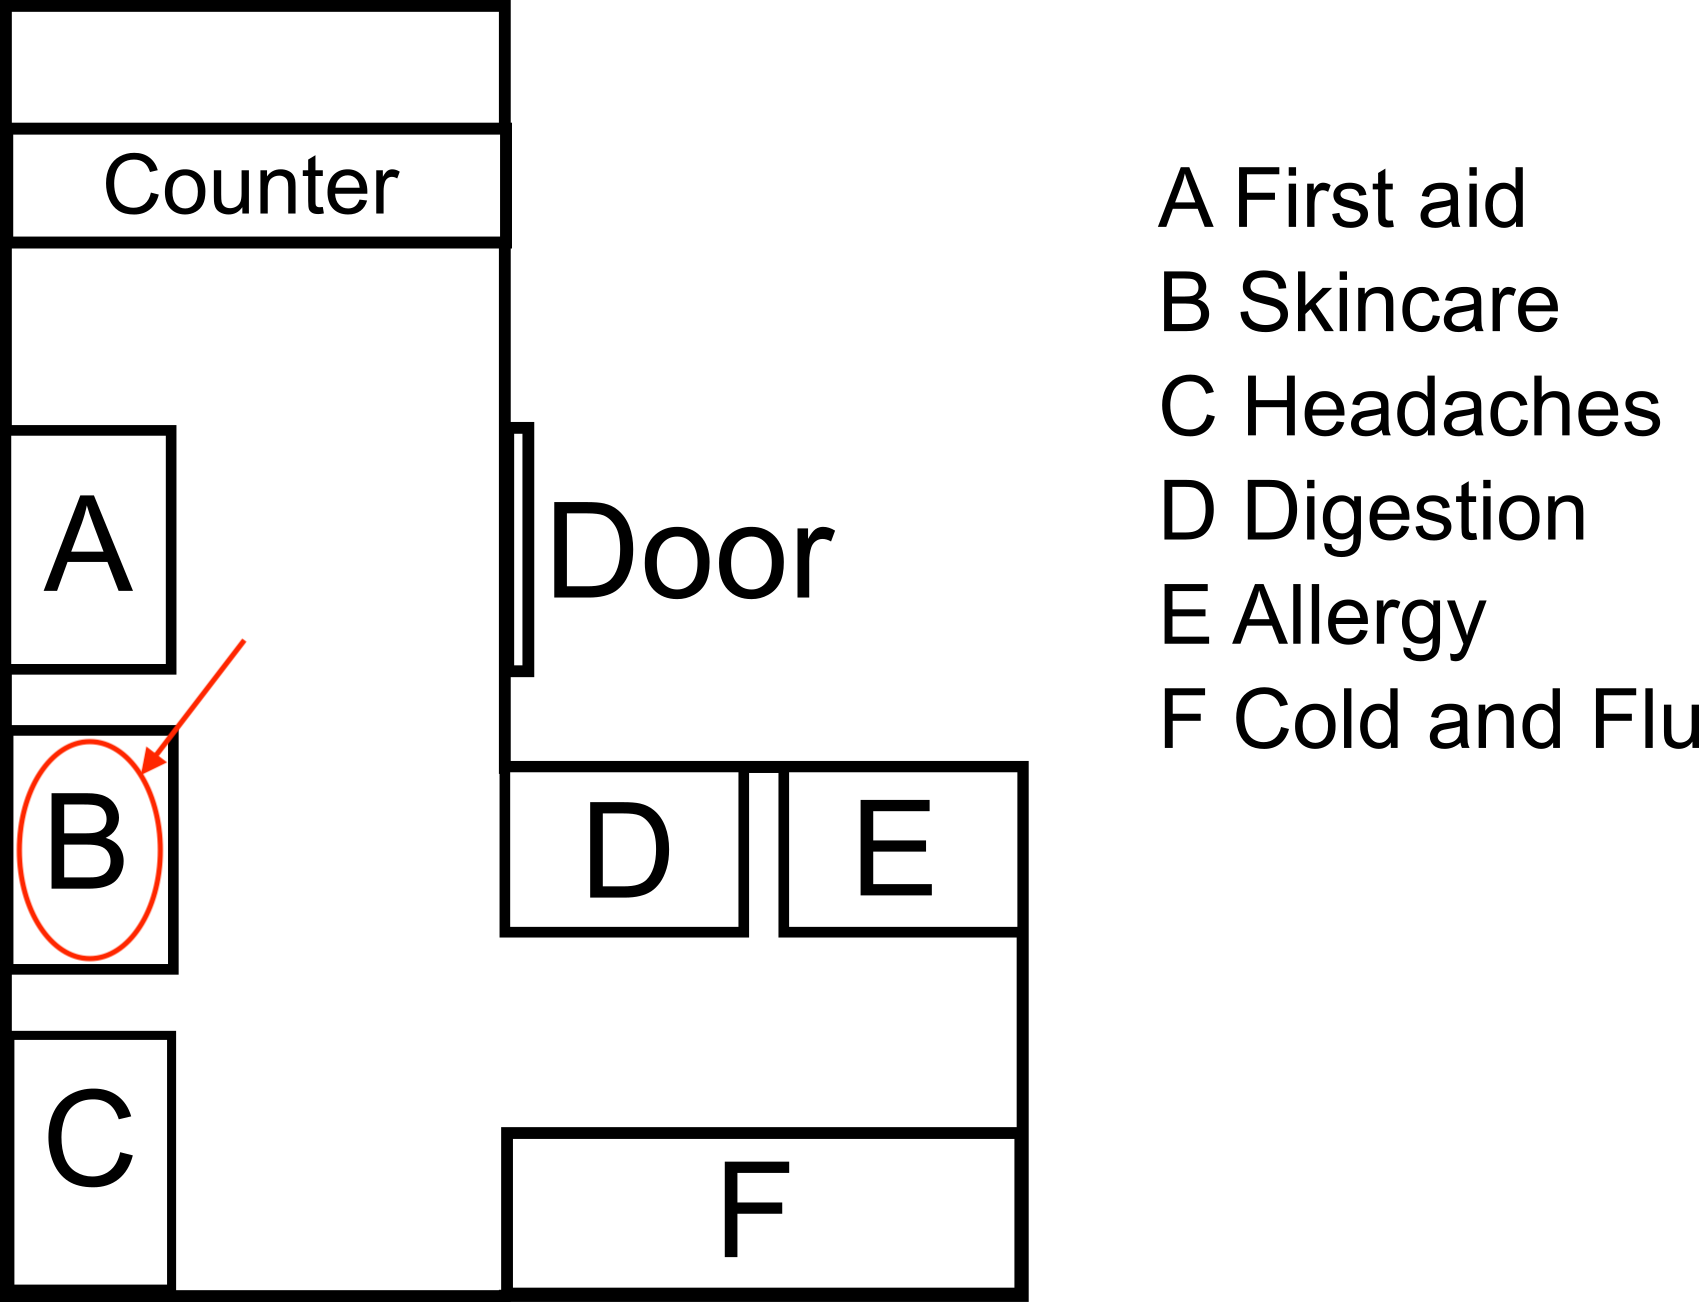 Counter
A
Door
B
D
E
C
F
A First aid
B Skincare
C Headaches
D Digestion
E Allergy
F Cold and Flu